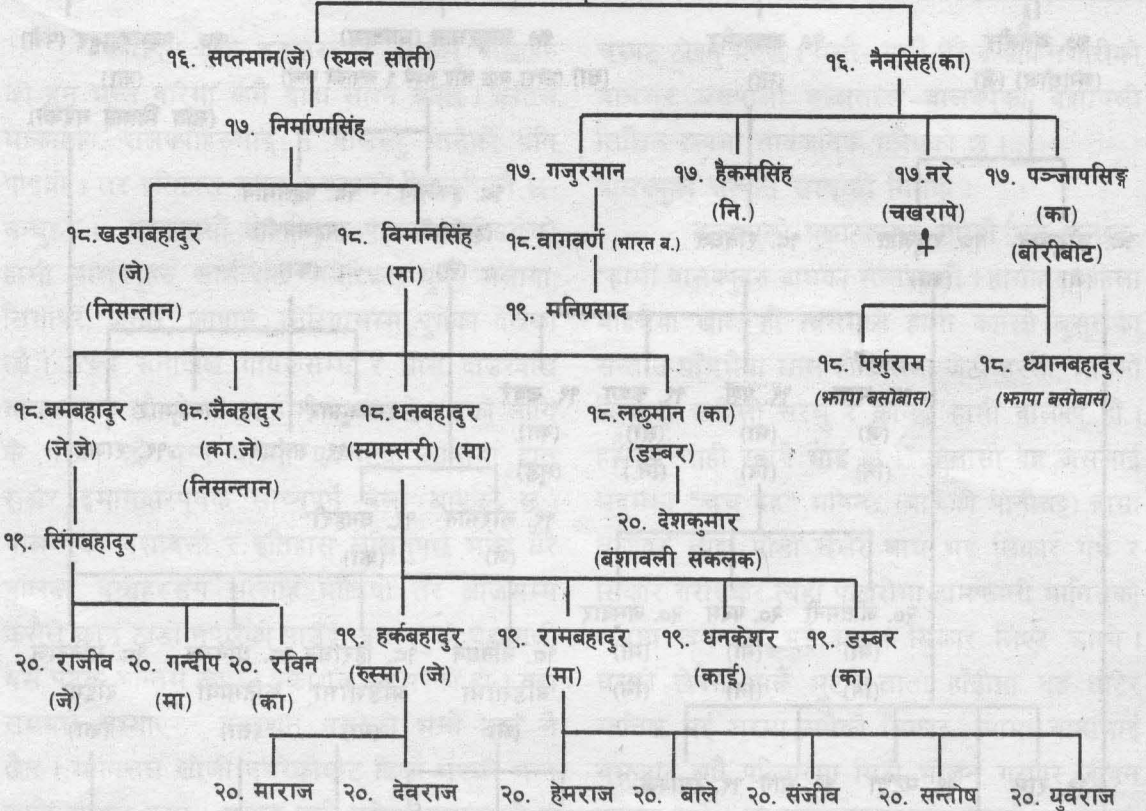 १६. सप्तमान(जे) (रुयल सोती) १६. नैनसिंह(का)
१७. निर्माणसिंह
१७. गजुरमान १७. हैकमसिंह १७.नरे १७. पञ्जापसिङ्ग
(नि.) (चखरापे) (का)
(बोरीबोट)
१८.खडगबहादुर १८. विमानसिंह १८.वागवर्ण (भारत ब.)
(जे) (मा)
(निसन्तान) १९. मनिप्रसाद
१८ पर्शुराम १८. ध्यानबहादुर
(झापा बसोबास) (झापा बसोबास)
१८.बमबहादुर १८.जैबहादुर १८.धनबहादुर १८.लछुमान (का)
(जे.जे) (का.जे) (म्याम्सरी) (मा) (डम्बर)
(निसन्तान)
१९. सिंगबहादुर २०. देशकुमार
(बंशावली संकलक)
१९. हर्कबहादुर १९. रामबहादुर १९. धनकेशर १९. डम्बर
(रुस्मा) (जे) (मा) (काई) (का)
२०. राजीव २०. गन्दीप २०. रविन
(जे) (मा) (का)
२०. माराज २०. देवराज २०. हेमराज २०. बाले २०. संजीव २०. सन्तोष २०. युवराज